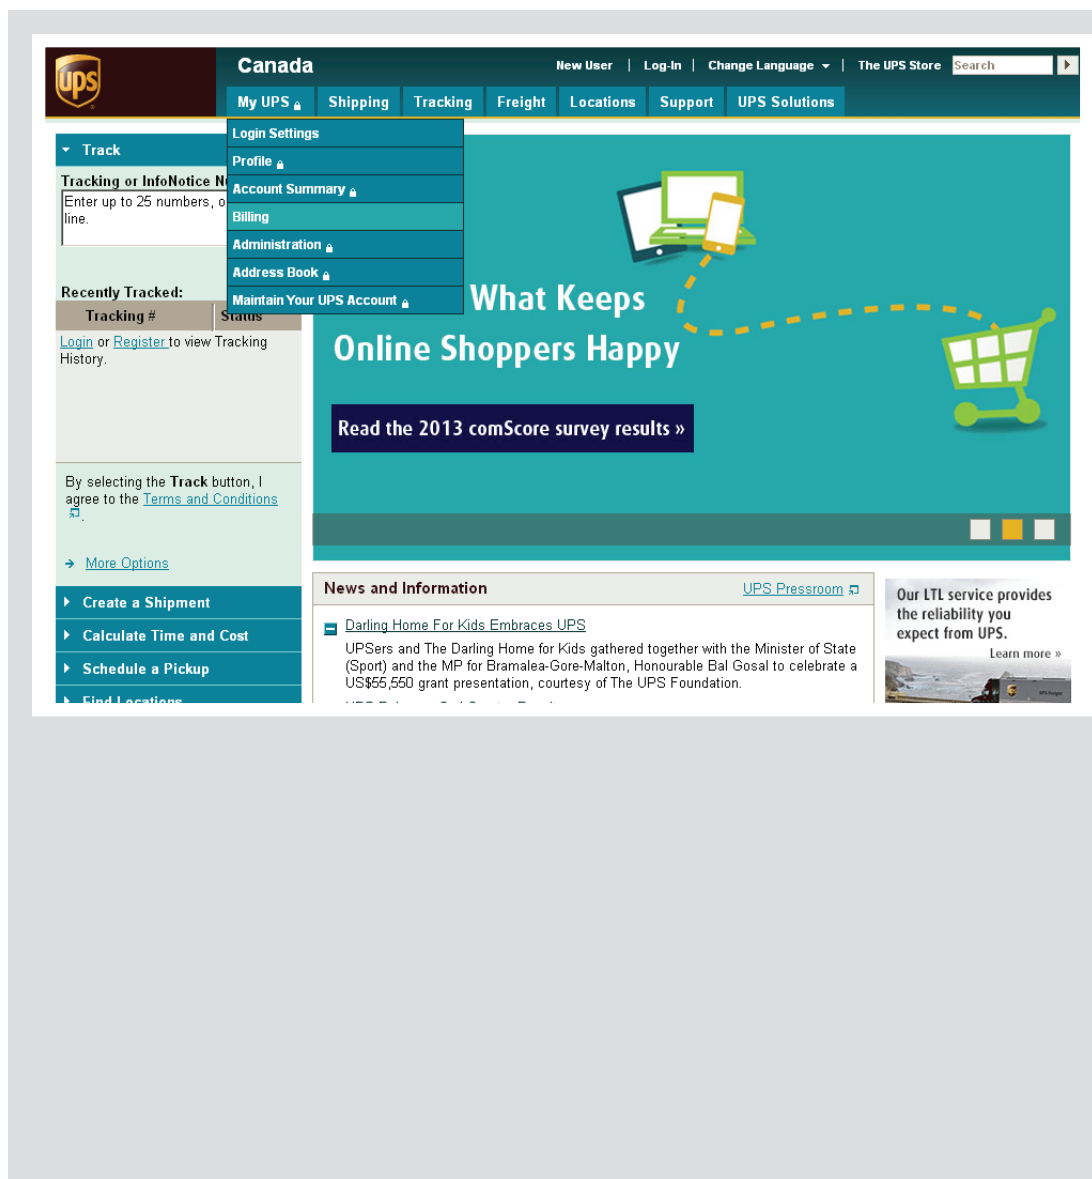 ups
Canada
New User | Log-In | Change Language | The UPS Store Search
My UPS Shipping Tracking Freight Locations Support UPS Solutions
Login Settings
Profile
Account Summary
Billing
Administration
Address Book
Maintain Your UPS Account
Track
Tracking or InfoNotice
Enter up to 25 numbers,
line.
Recently Tracked:
Tracking # Status
Login or Register to view Tracking
History.
By selecting the Track button, I
agree to the Terms and Conditions
.
More Options
Create a Shipment
Calculate Time and Cost
Schedule a Pickup
Find Locations
What Keeps
Online Shoppers Happy
Read the 2013 comScore survey results »
News and Information UPS Pressroom
Darling Home For Kids Embraces UPS
UPSers and The Darling Home for Kids gathered together with the Minister of State
(Sport) and the MP for Bramalea-Gore-Malton, Honourable Bal Gosal to celebrate a
US$55,550 grant presentation, courtesy of The UPS Foundation.
Our LTL service provides
the reliability you
expect from UPS.
Learn more »